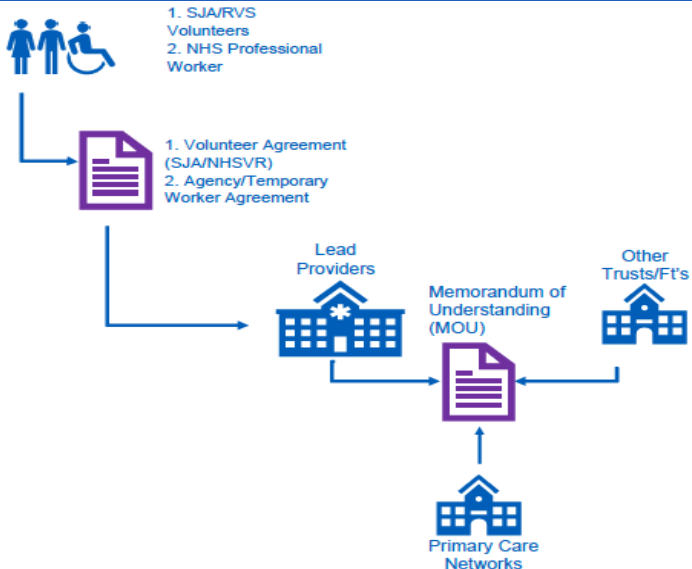 1. SJA/RVS
Volunteers
2. NHS Professional
Worker
1. Volunteer Agreement
(SJA/NHSVR)
2. Agency/Temporary
Worker Agreement
Lead
Providers
Memorandum of
Understanding
(MOU)
Other
Trusts/Ft's
Primary Care
Networks